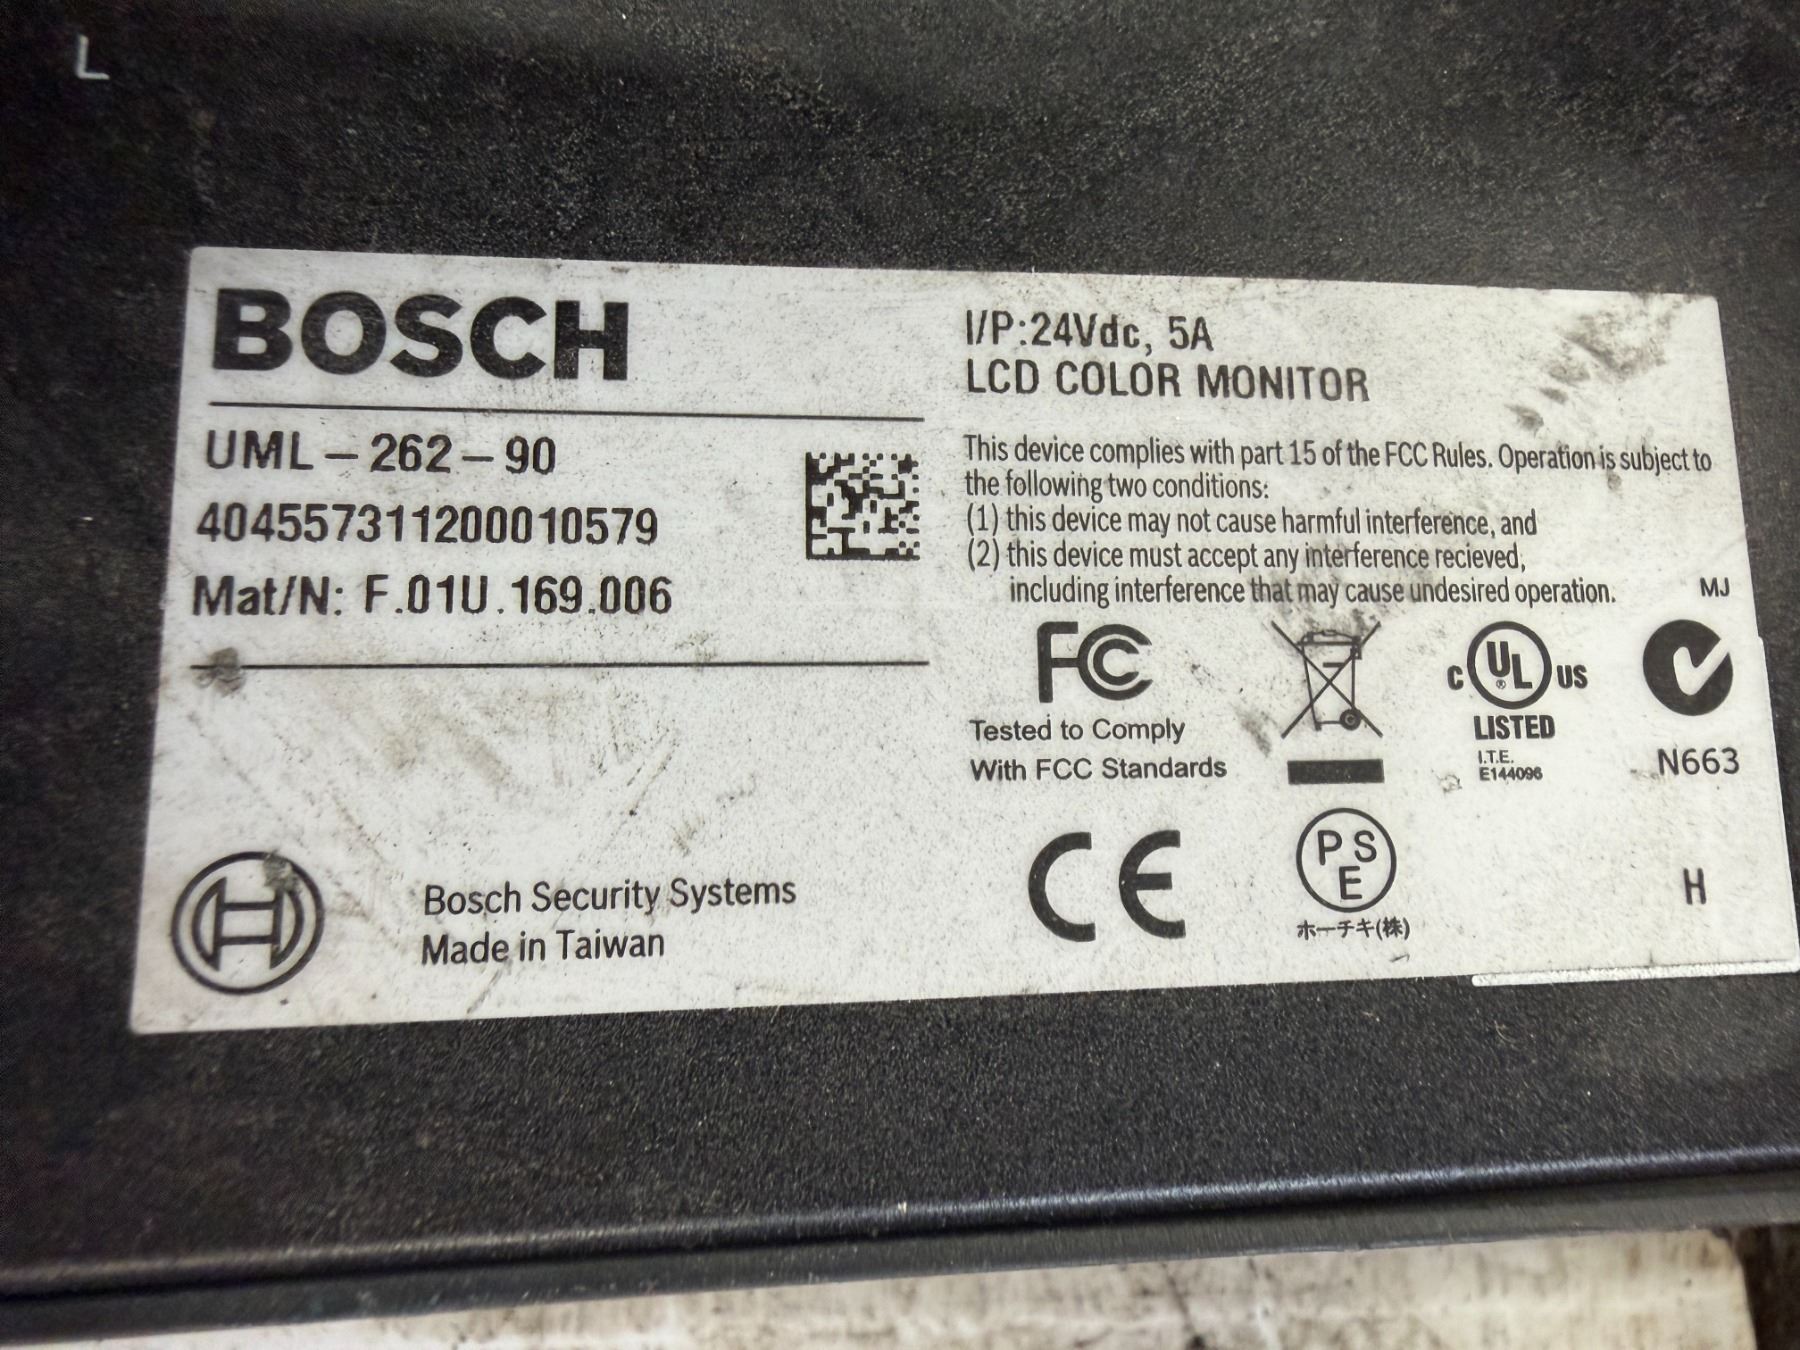 L
BOSCH
UML-262-90
404557311200010579
Mat/N: F.01U.169.006
Bosch Security Systems
Made in Taiwan
I/P:24Vdc, 5A
LCD COLOR MONITOR
This device complies with part 15 of the FCC Rules. Operation is subject to
the following two conditions:
(1) this device may not cause harmful interference, and
(2) this device must accept any interference recieved,
including interference that may cause undesired operation.
MJ
FC
Tested to Comply
With FCC Standards
C UL® US
LISTED
I.T.E.
E144096
N663
CE
PSE
ホーチキ(株)
H